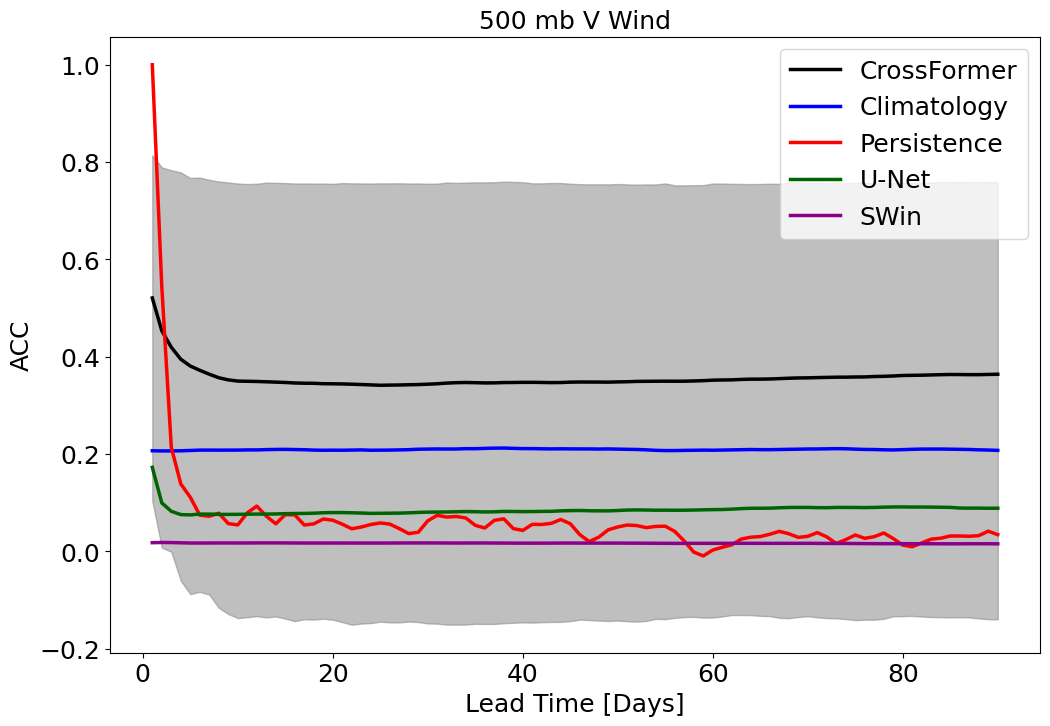 500 mb V Wind
CrossFormer
Climatology
Persistence
U-Net
SWin
ACC
1.0
0.8
0.6
0.4
0.2
0.0
−0.2
0 20 40 60 80
Lead Time [Days]